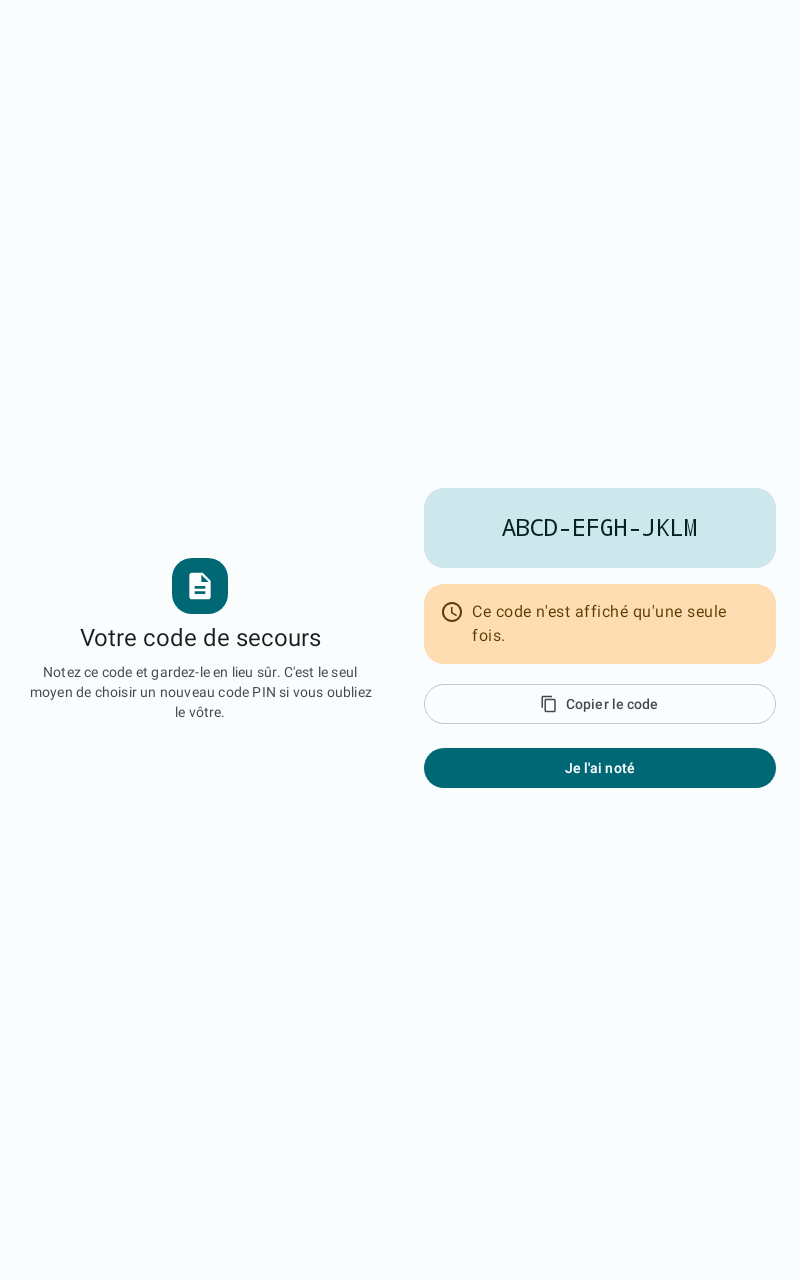 Votre code de secours
Notez ce code et gardez-le en lieu sûr. C'est le seul
moyen de choisir un nouveau code PIN si vous oubliez
le vôtre.
ABCD-EFGH-JKLM
Ce code n'est affiché qu'une seule
fois.
Copier le code
Je l'ai noté